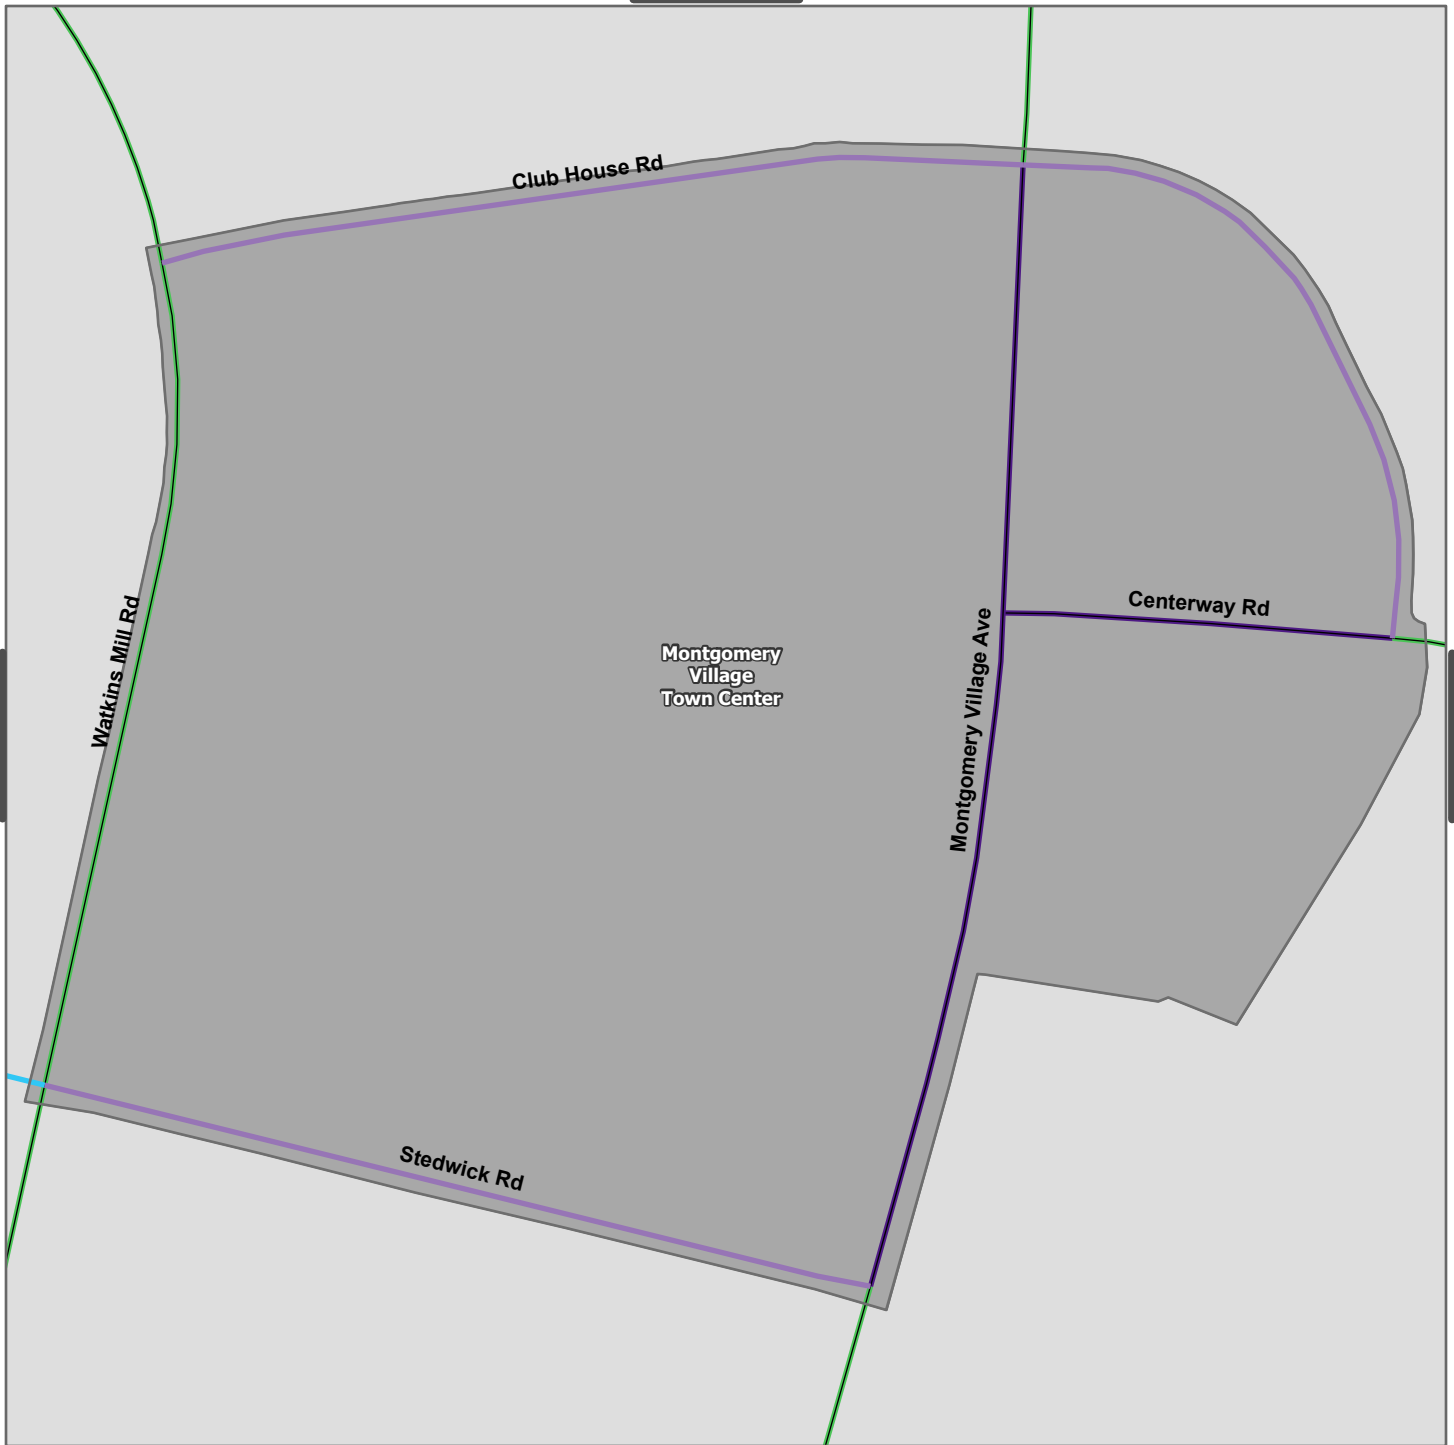 Club House Rd
Centerway Rd
Watkins Mill Rd
Montgomery Village Ave
Montgomery
Village
Town Center
Stedwick Rd